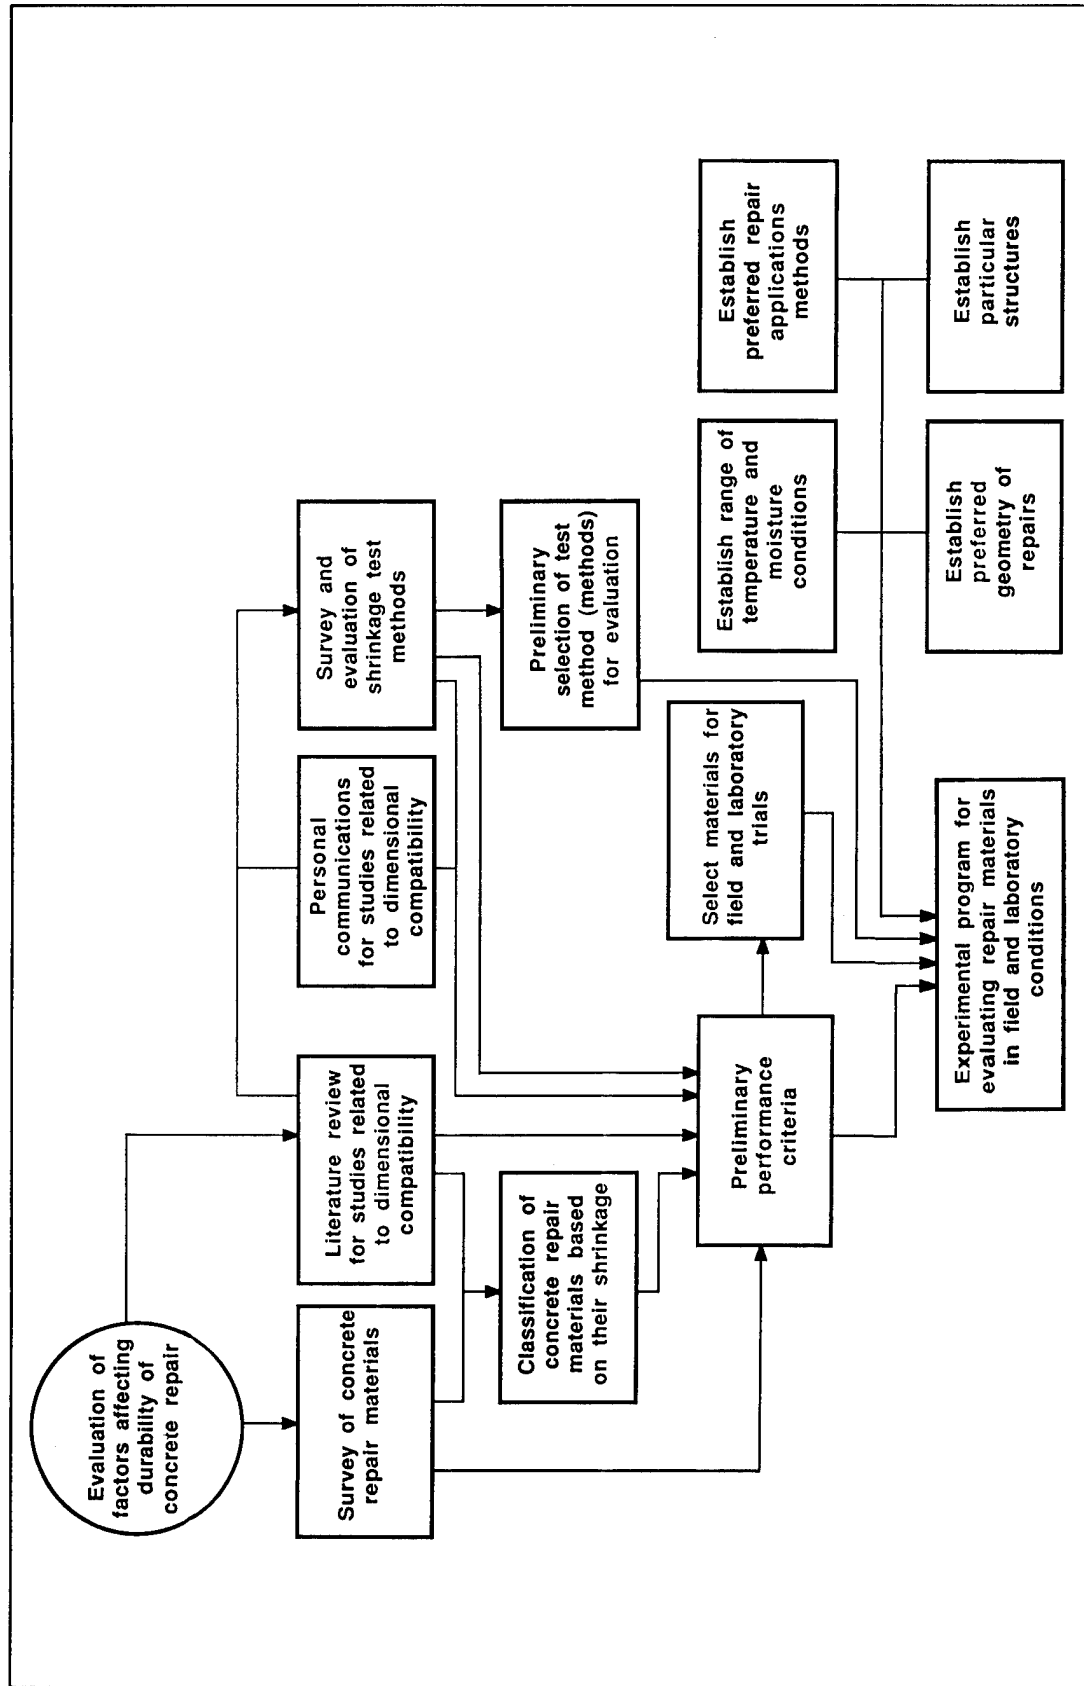 Evaluation of
factors affecting
durability of
concrete repair
Survey of concrete
repair materials
Literature review
for studies related
to dimensional
compatibility
Personal
communications
for studies related
to dimensional
compatibility
Survey and
evaluation of
shrinkage test
methods
Classification of
concrete repair
materials based
on their shrinkage
Preliminary
selection of test
method (methods)
for evaluation
Preliminary
performance
criteria
Select materials for
field and laboratory
trials
Establish range of
temperature and
moisture
conditions
Establish
preferred repair
applications
methods
Experimental program for
evaluating repair materials
in field and laboratory
conditions
Establish
preferred
geometry of
repairs
Establish
particular
structures